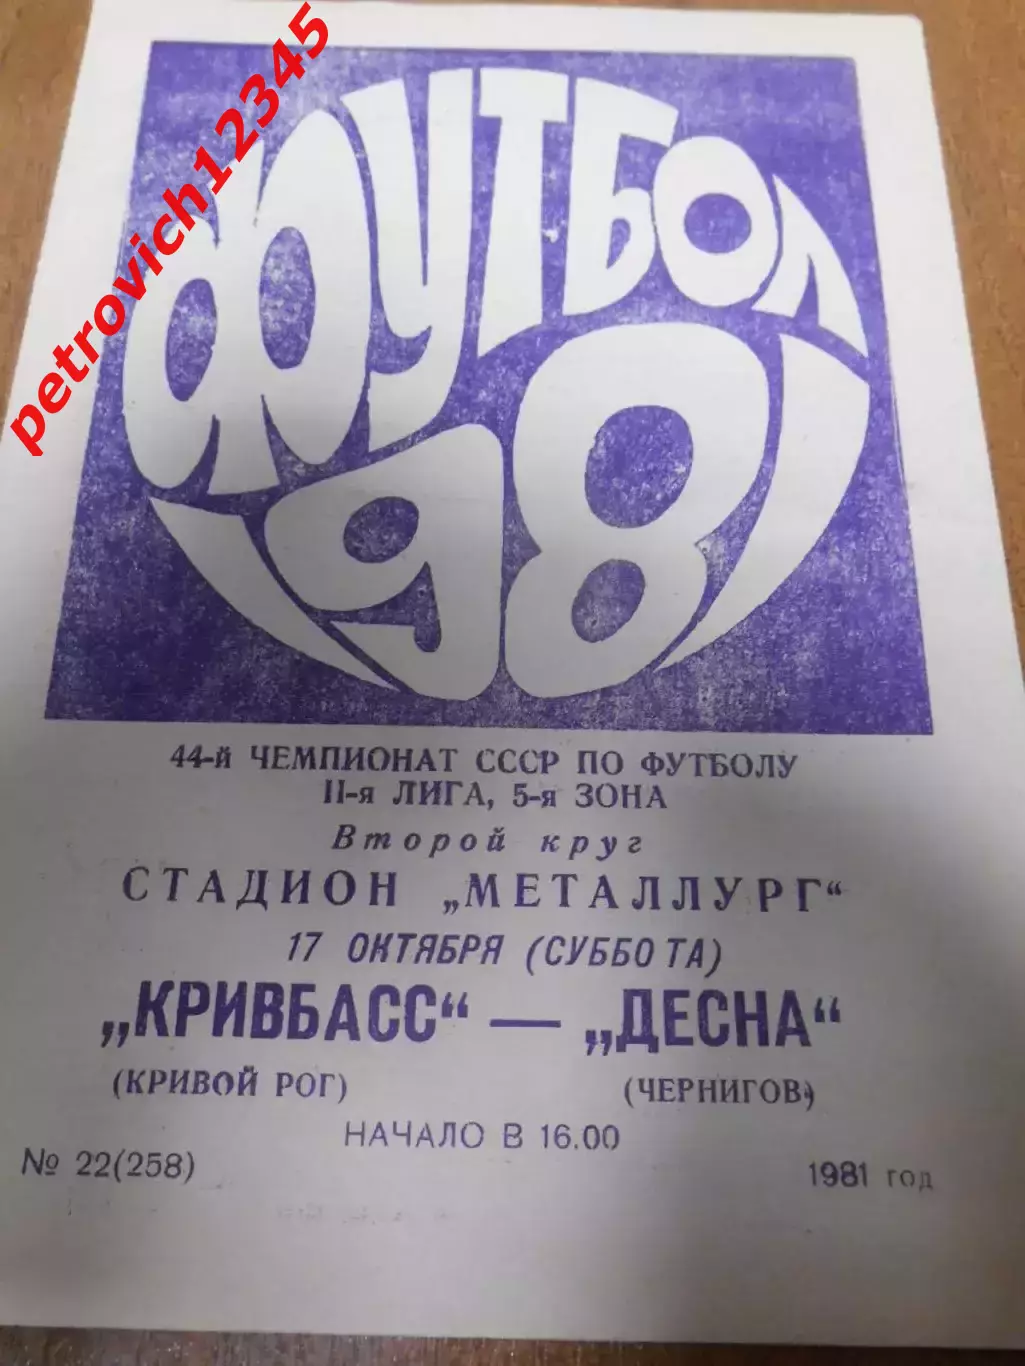 petrovich12345
ФУТБОЛ
1981
44-й ЧЕМПИОНАТ СССР ПО ФУТБОЛУ
II-я ЛИГА, 5-я ЗОНА
Второй круг
СТАДИОН „МЕТАЛЛУРГ“
17 ОКТЯБРЯ (СУББОТА)
„КРИВБАСС“ — „ДЕСНА“
(КРИВОЙ РОГ) (ЧЕРНИГОВ)
НАЧАЛО В 16.00
№ 22(258) 1981 год